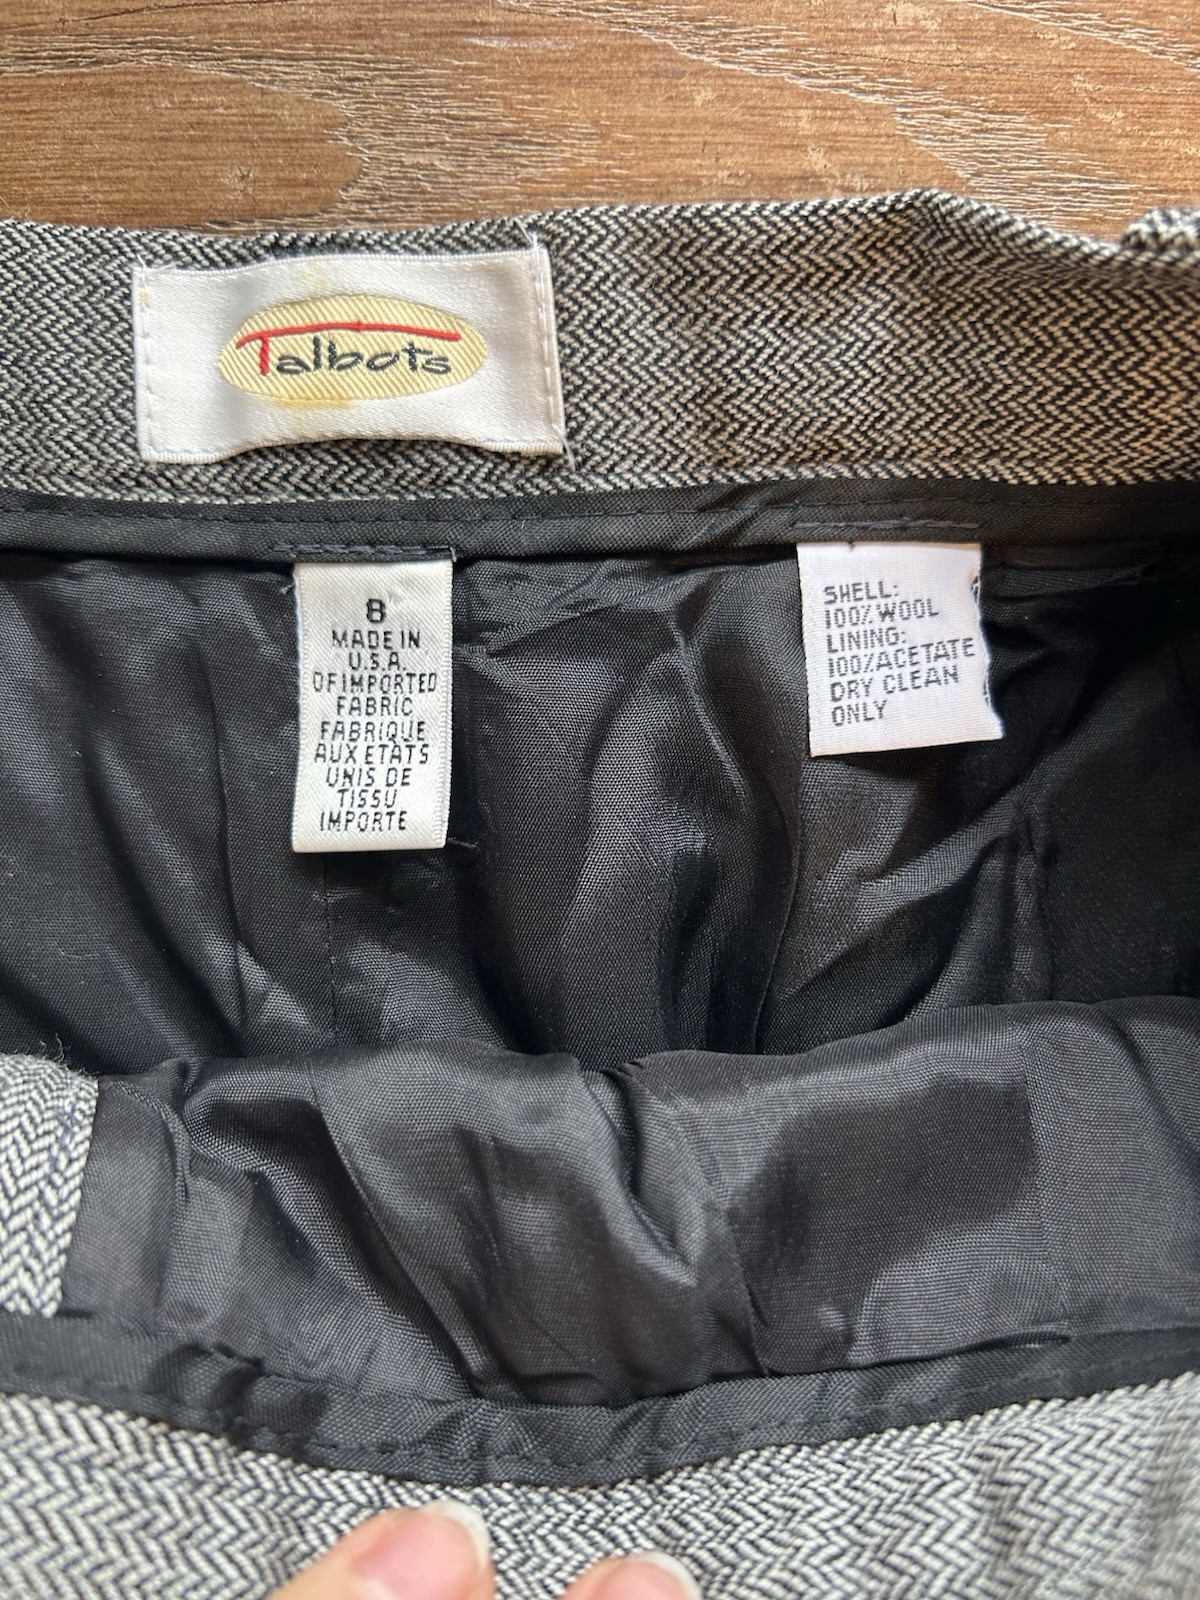 Talbots
8
MADE IN
U.S.A.
OF IMPORTED
FABRIC
FABRIQUE
AUX ETATS
UNIS DE
TISSU
IMPORTE
SHELL:
100% WOOL
LINING:
100% ACETATE
DRY CLEAN
ONLY